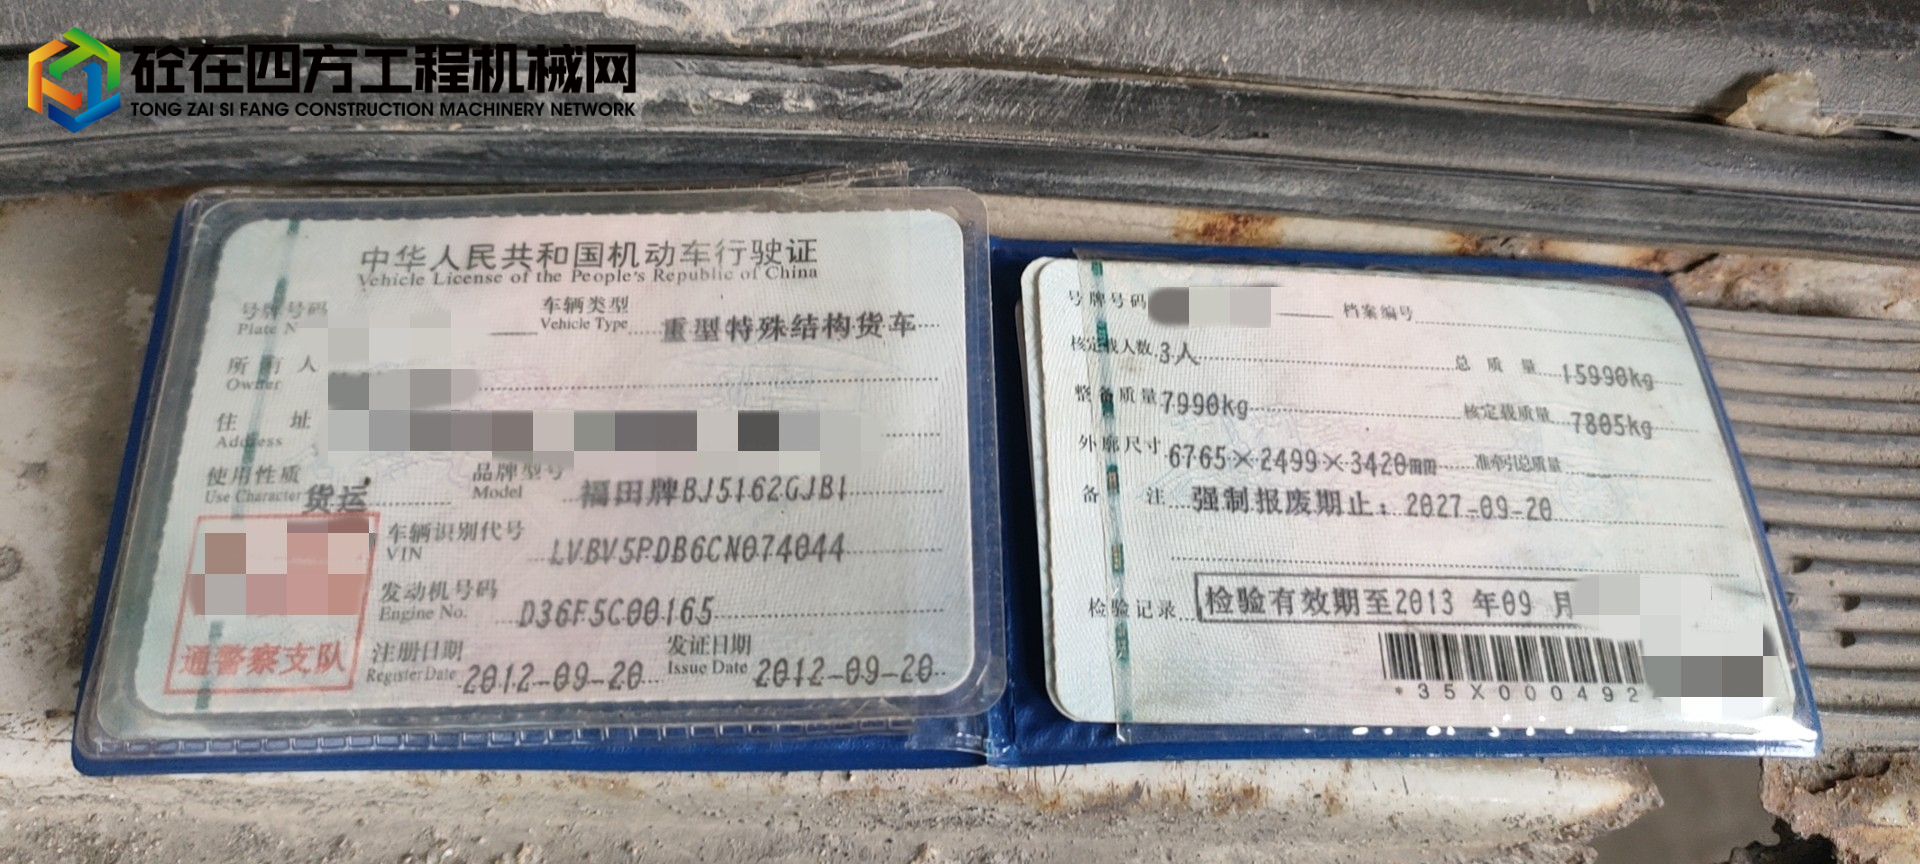 砼在四方工程机械网
TONG ZAI SI FANG CONSTRUCTION MACHINERY NETWORK
中华人民共和国机动车行驶证
Vehicle License of the People's Republic of China
号牌号码
Plate N
车辆类型 重型特殊结构货车
Vehicle Type
所有人
Owner
住址
Address
使用性质 货运
Use Character
品牌型号 福田牌BJ5162GJB1
Model
车辆识别代号 LVBV5PDB6CN074044
VIN
发动机号码 D36F5C00165
Engine No.
注册日期 2012-09-20
Register Date
发证日期 2012-09-20
Issue Date
通警察支队
号牌号码 档案编号
核定载人数 3人 总质量 15990kg
整备质量 7990kg 核定载质量 7805kg
外廓尺寸 6765×2499×3420mm 准牵引总质量
备注 强制报废期止：2027-09-20
检验记录 检验有效期至2013 年09 月
*35X000492